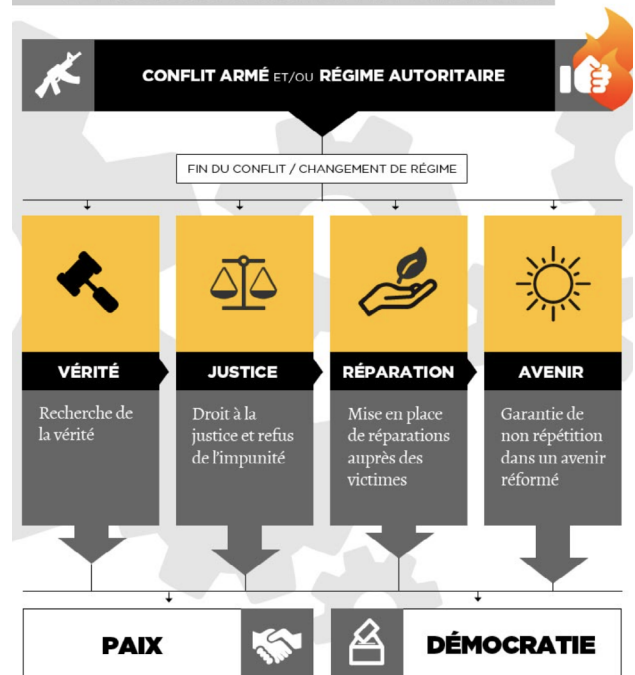 CONFLIT ARMÉ ET/OU RÉGIME AUTORITAIRE
FIN DU CONFLIT / CHANGEMENT DE RÉGIME
VÉRITÉ
Recherche de
la vérité
JUSTICE
Droit à la
justice et refus
de l'impunité
RÉPARATION
Mise en place
de réparations
auprès des
victimes
AVENIR
Garantie de
non répétition
dans un avenir
réformé
PAIX
DÉMOCRATIE